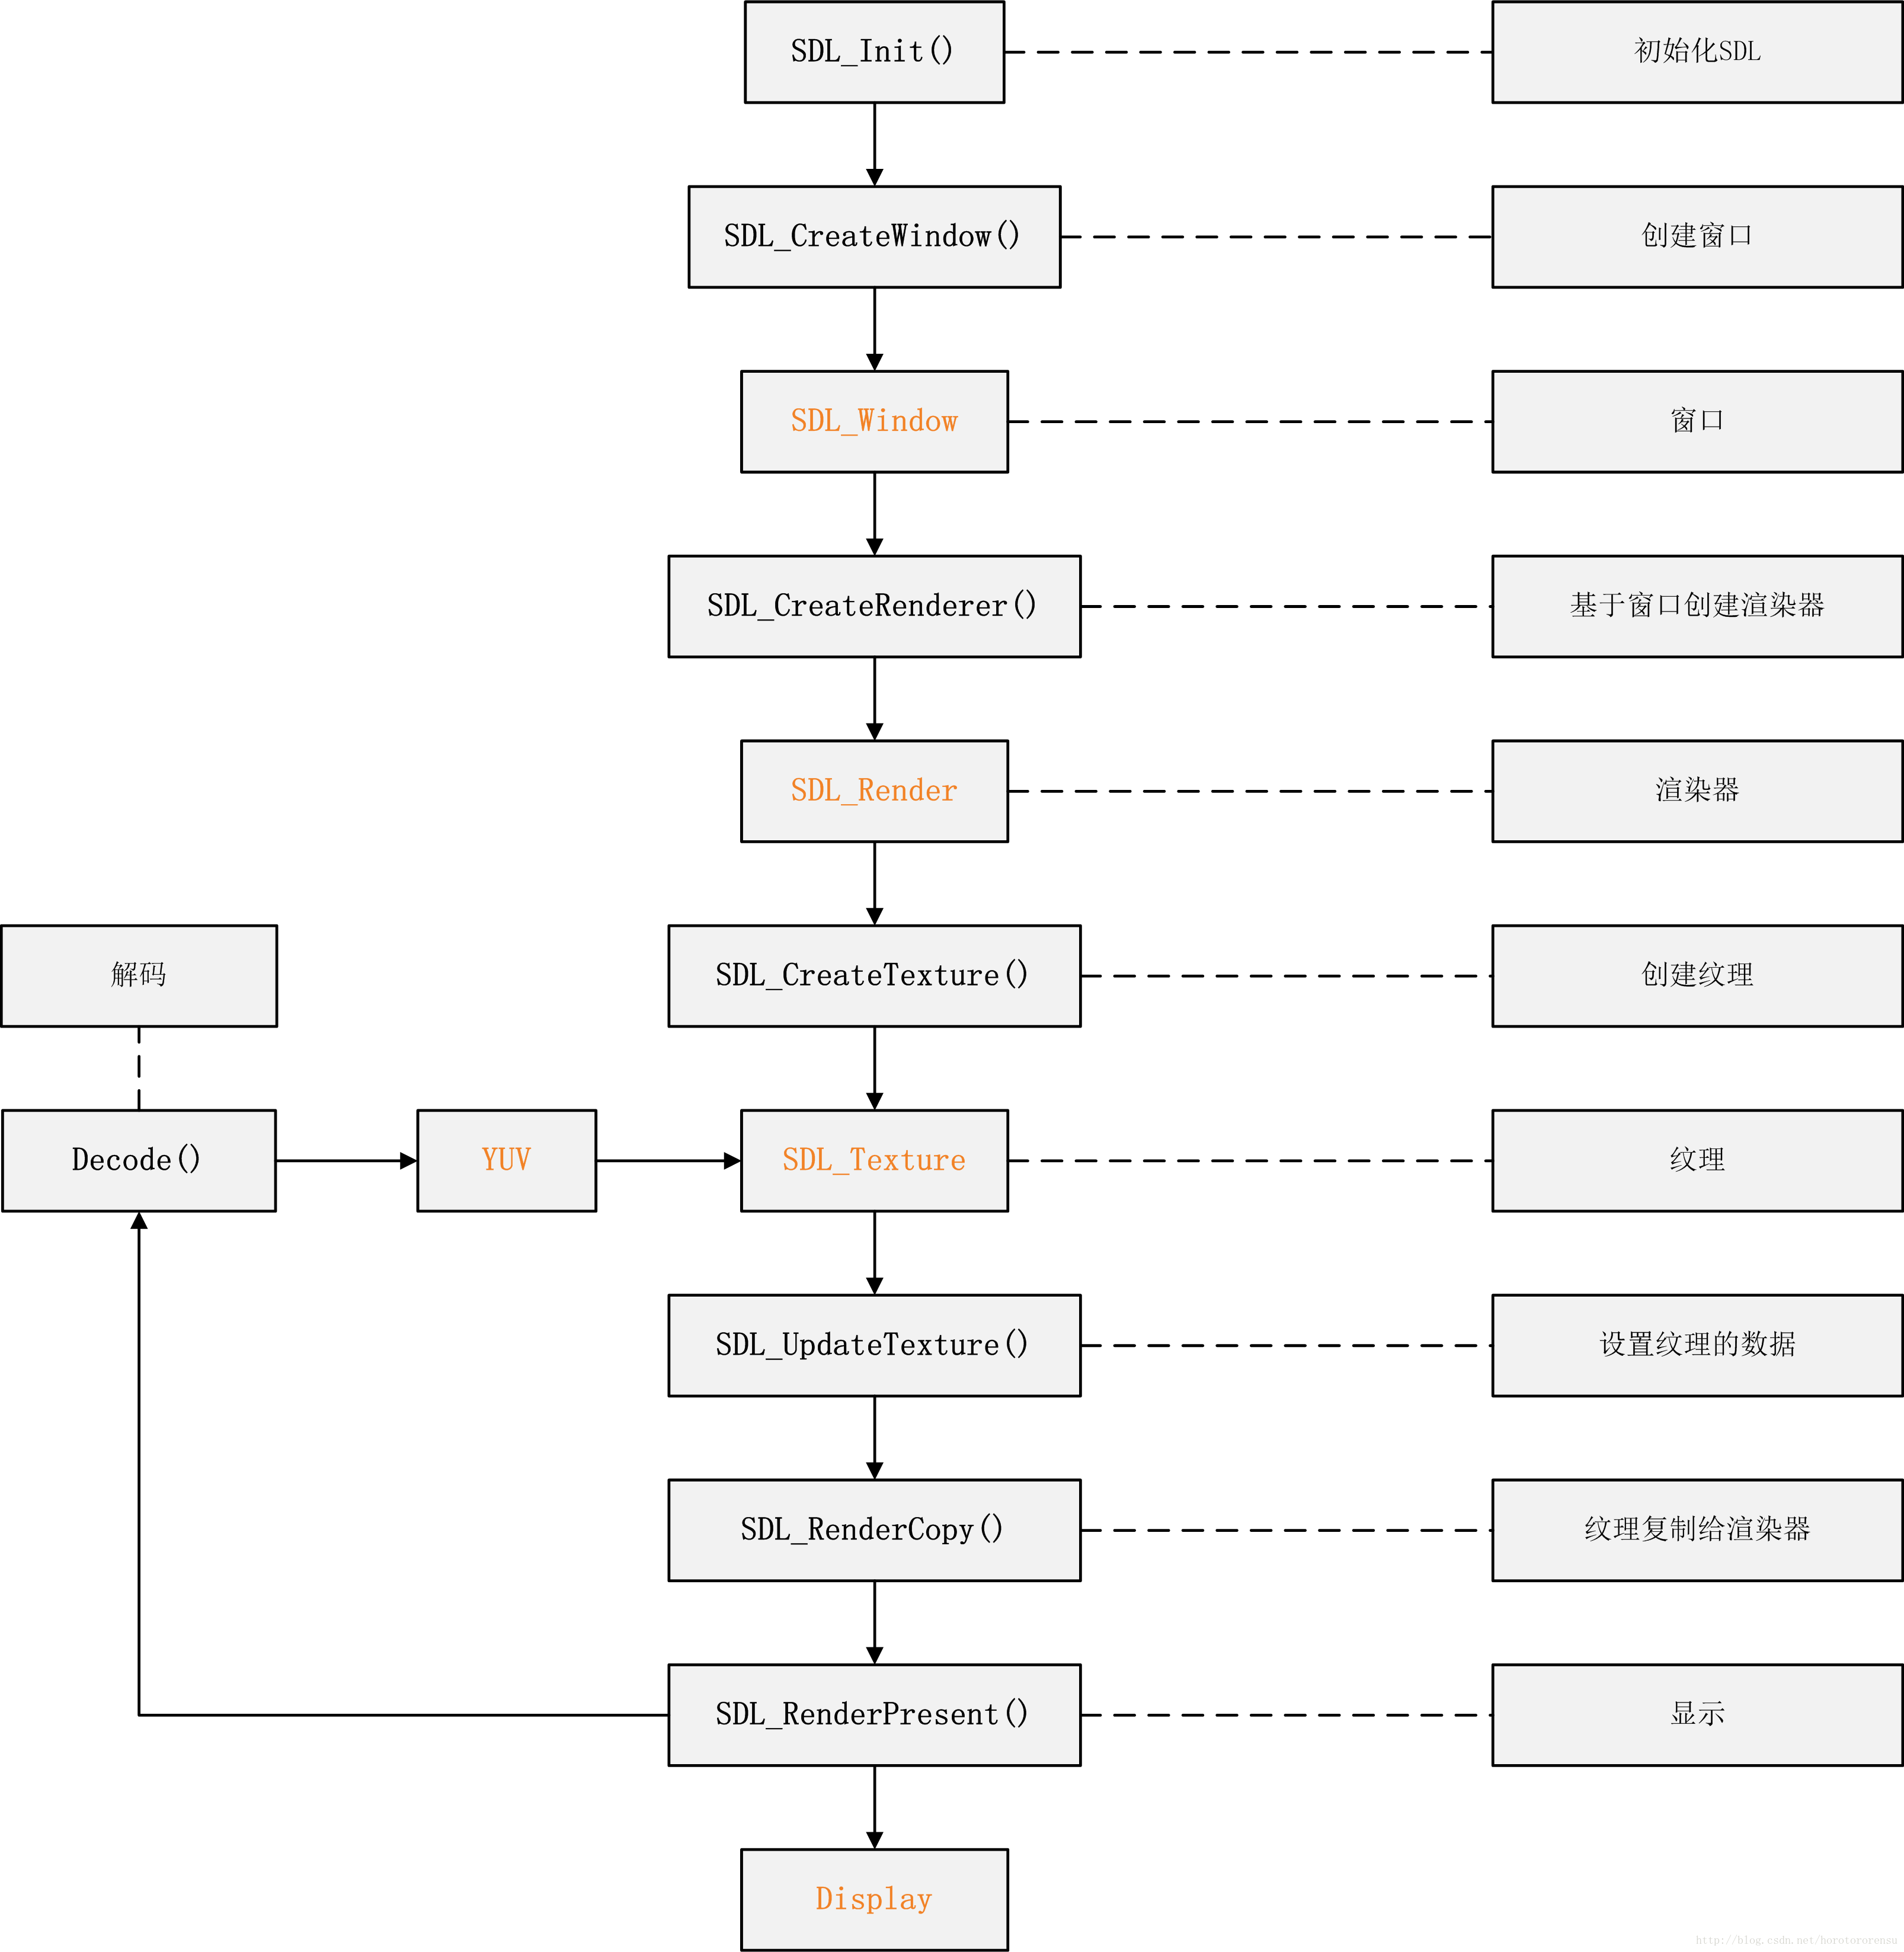 SDL_Init()
初始化SDL
SDL_CreateWindow()
创建窗口
SDL_Window
窗口
SDL_CreateRenderer()
基于窗口创建渲染器
SDL_Render
渲染器
解码
SDL_CreateTexture()
创建纹理
Decode()
YUV
SDL_Texture
纹理
SDL_UpdateTexture()
设置纹理的数据
SDL_RenderCopy()
纹理复制给渲染器
SDL_RenderPresent()
显示
Display
http://blog.csdn.net/horotororensu